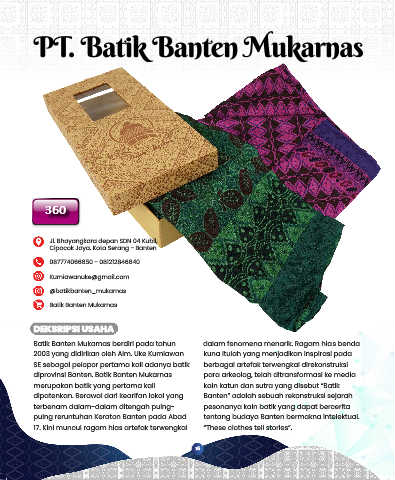 PT. Batik Banten Mukarnas
360
Jl. Bhayangkara depan SDN 04 Kubil,
Cipocok Jaya, Kota Serang - Banten
087774066850 - 081212846840
Kurniawanuke@gmail.com
@batikbanten_mukarnas
Batik Banten Mukarnas
DEKSRIPSI USAHA
Batik Banten Mukarnas berdiri pada tahun
2003 yang didirikan oleh Alm. Uke Kurniawan
SE sebagai pelopor pertama kali adanya batik
diprovinsi Banten. Batik Banten Mukarnas
merupakan batik yang pertama kali
dipatenkan. Berawal dari kearifan lokal yang
terbenam dalam-dalam ditengah puing-
puing reruntuhan Keraton Banten pada Abad
17. Kini muncul ragam hias artefak terwengkal
dalam fenomena menarik. Ragam hias benda
kuna itulah yang menjadikan inspirasi pada
berbagai artefak terwengkal direkonstruksi
para arkeolog, telah ditransformasi ke media
kain katun dan sutra yang disebut "Batik
Banten" adalah sebuah rekonstruksi sejarah
pesonanya kain batik yang dapat bercerita
tentang budaya Banten bermakna intelektual.
"These clothes tell stories".